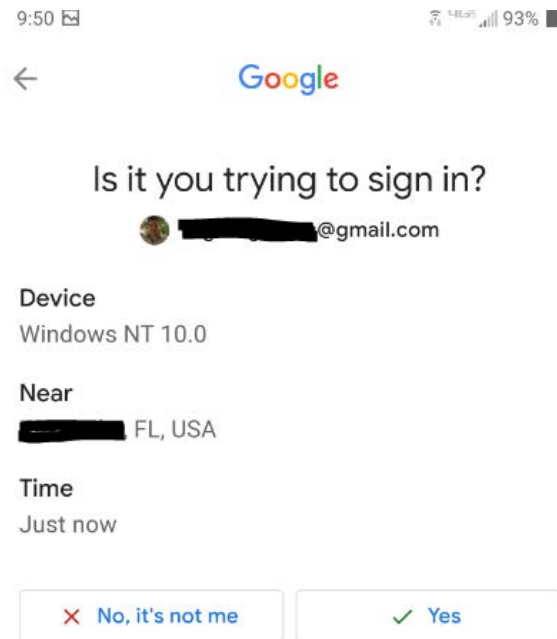 9:50
4G 93%
Google
Is it you trying to sign in?
@gmail.com
Device
Windows NT 10.0
Near
, FL, USA
Time
Just now
No, it's not me
Yes